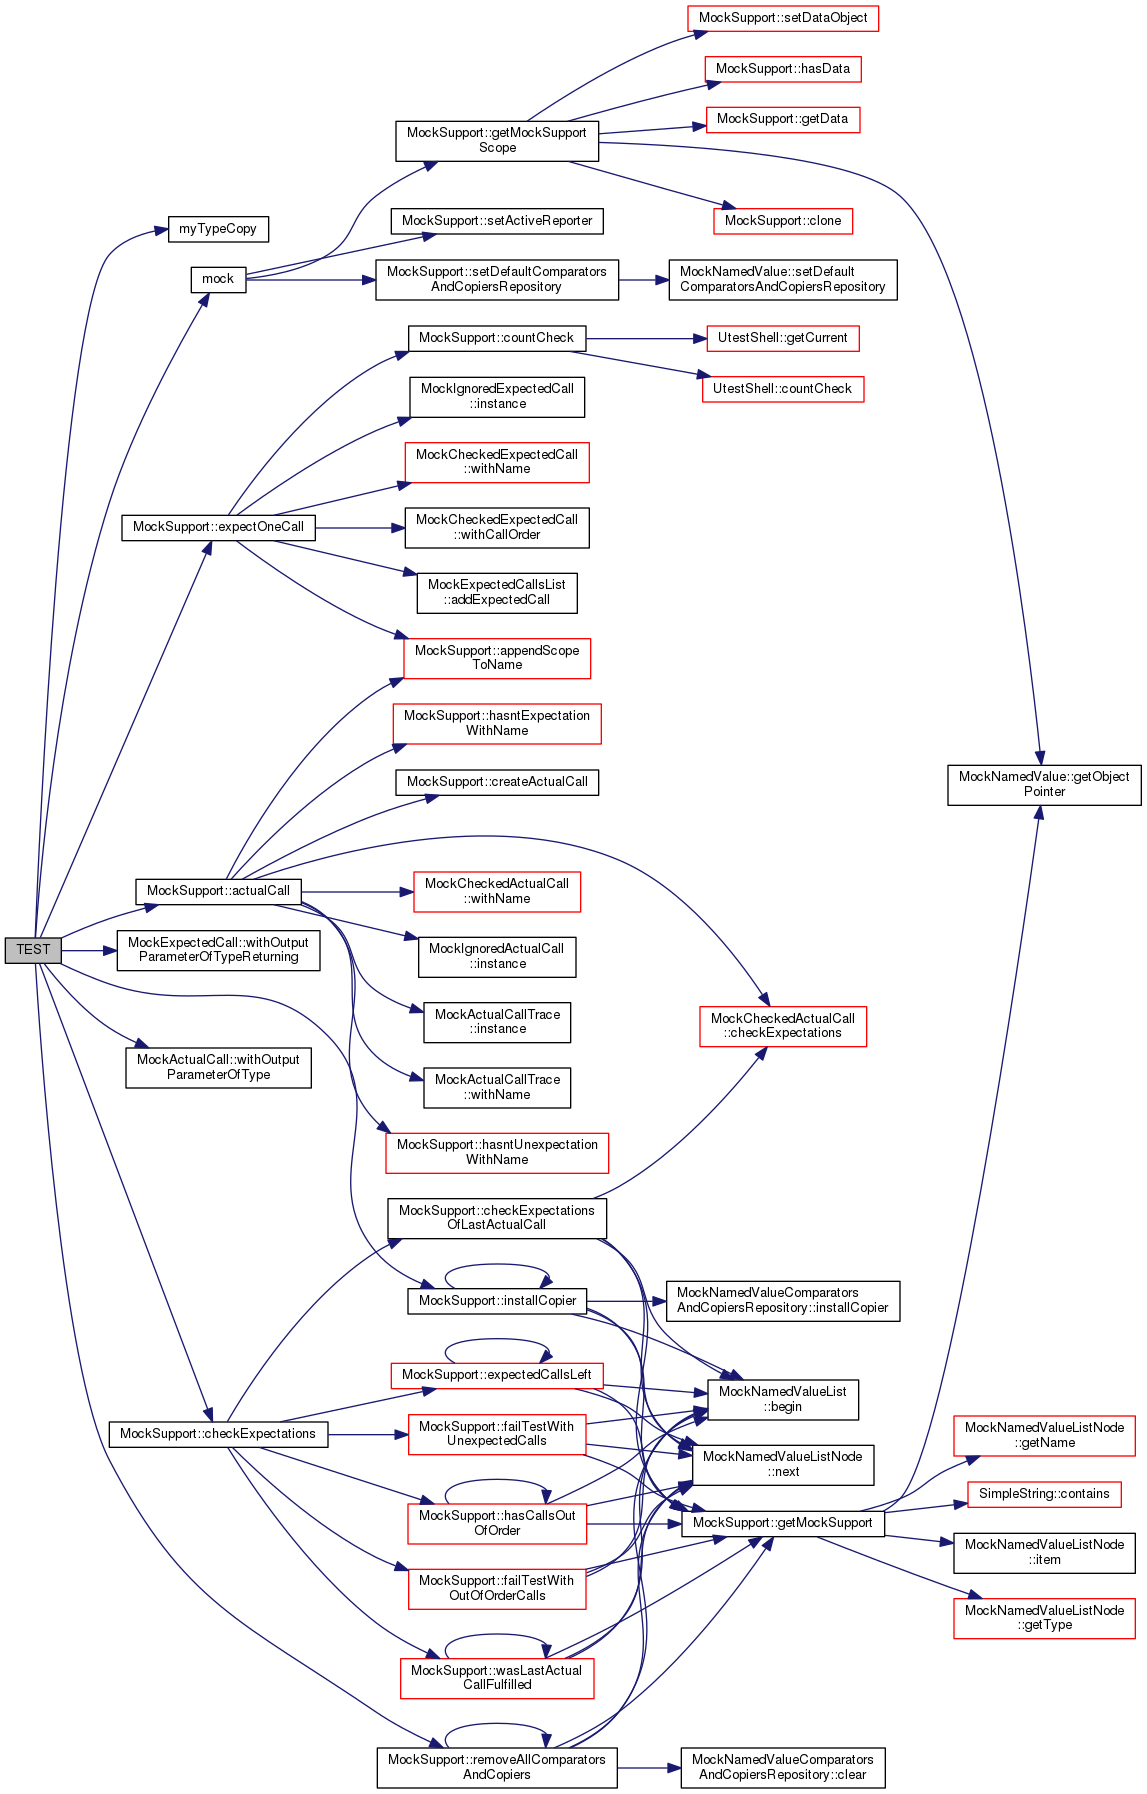 MockSupport::setDataObject
MockSupport::hasData
MockSupport::getData
MockSupport::getMockSupport
Scope
MockSupport::clone
myTypeCopy
MockSupport::setActiveReporter
mock
MockSupport::setDefaultComparators
AndCopiersRepository
MockNamedValue::setDefault
ComparatorsAndCopiersRepository
MockSupport::countCheck
UtestShell::getCurrent
UtestShell::countCheck
MockIgnoredExpectedCall
::instance
MockCheckedExpectedCall
::withName
MockSupport::expectOneCall
MockCheckedExpectedCall
::withCallOrder
MockExpectedCallsList
::addExpectedCall
MockSupport::appendScope
ToName
MockSupport::hasntExpectation
WithName
MockSupport::createActualCall
MockNamedValue::getObject
Pointer
MockSupport::actualCall
MockCheckedActualCall
::withName
TEST
MockExpectedCall::withOutput
ParameterOfTypeReturning
MockIgnoredActualCall
::instance
MockActualCallTrace
::instance
MockCheckedActualCall
::checkExpectations
MockActualCall::withOutput
ParameterOfType
MockActualCallTrace
::withName
MockSupport::hasntUnexpectation
WithName
MockSupport::checkExpectations
OfLastActualCall
MockSupport::installCopier
MockNamedValueComparators
AndCopiersRepository::installCopier
MockSupport::expectedCallsLeft
MockNamedValueList
::begin
MockSupport::checkExpectations
MockSupport::failTestWith
UnexpectedCalls
MockNamedValueListNode
::getName
MockNamedValueListNode
::next
SimpleString::contains
MockSupport::hasCallsOut
OfOrder
MockSupport::getMockSupport
MockNamedValueListNode
::item
MockSupport::failTestWith
OutOfOrderCalls
MockNamedValueListNode
::getType
MockSupport::wasLastActual
CallFulfilled
MockSupport::removeAllComparators
AndCopiers
MockNamedValueComparators
AndCopiersRepository::clear